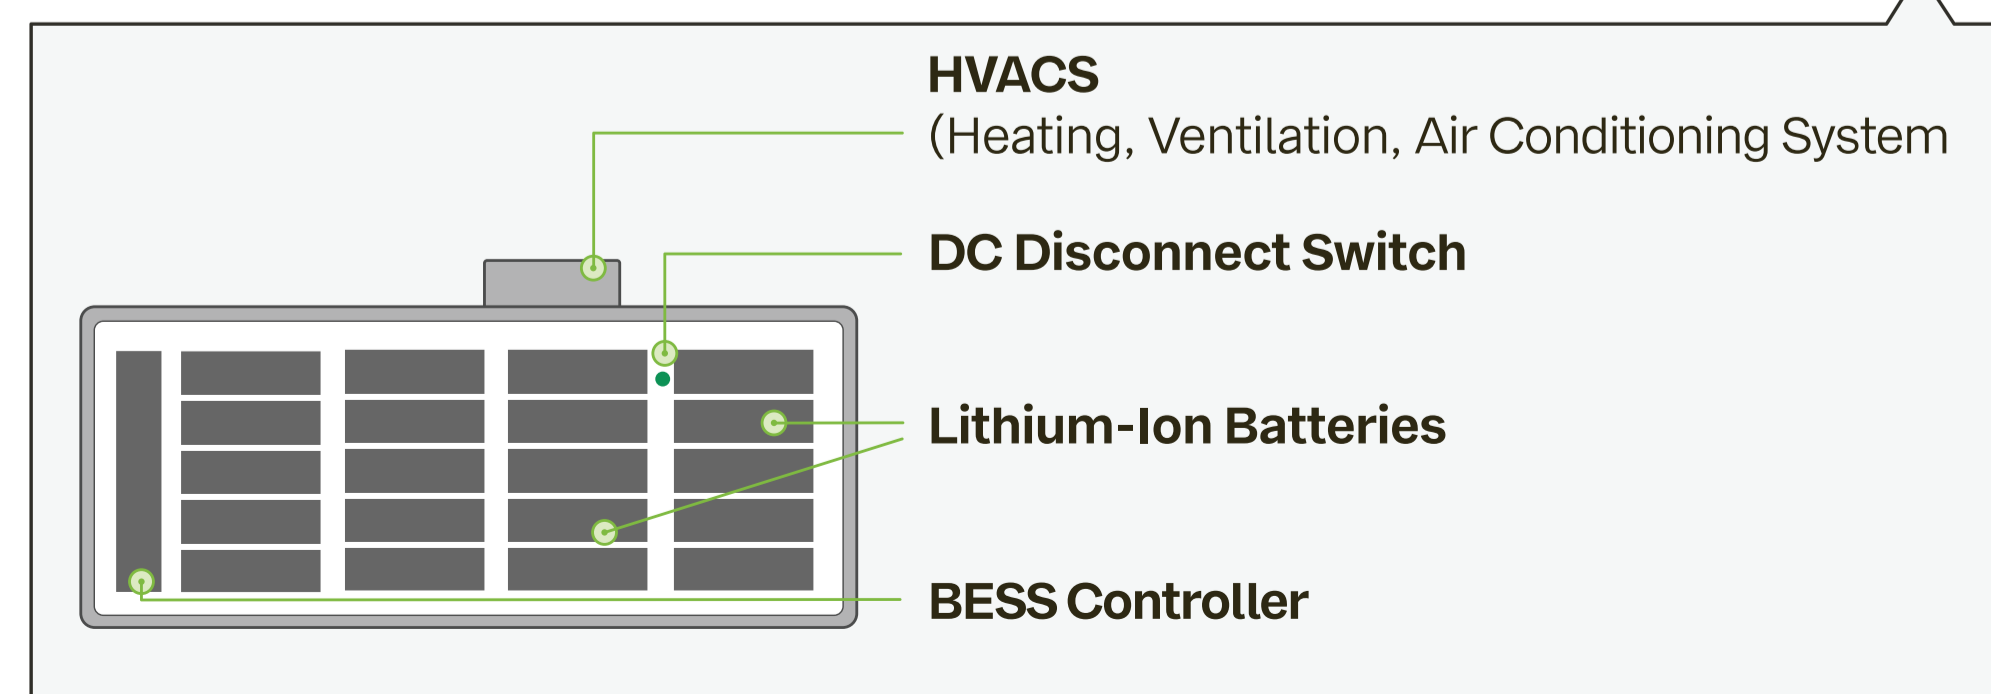 HVACS
(Heating, Ventilation, Air Conditioning System
DC Disconnect Switch
Lithium-Ion Batteries
BESS Controller